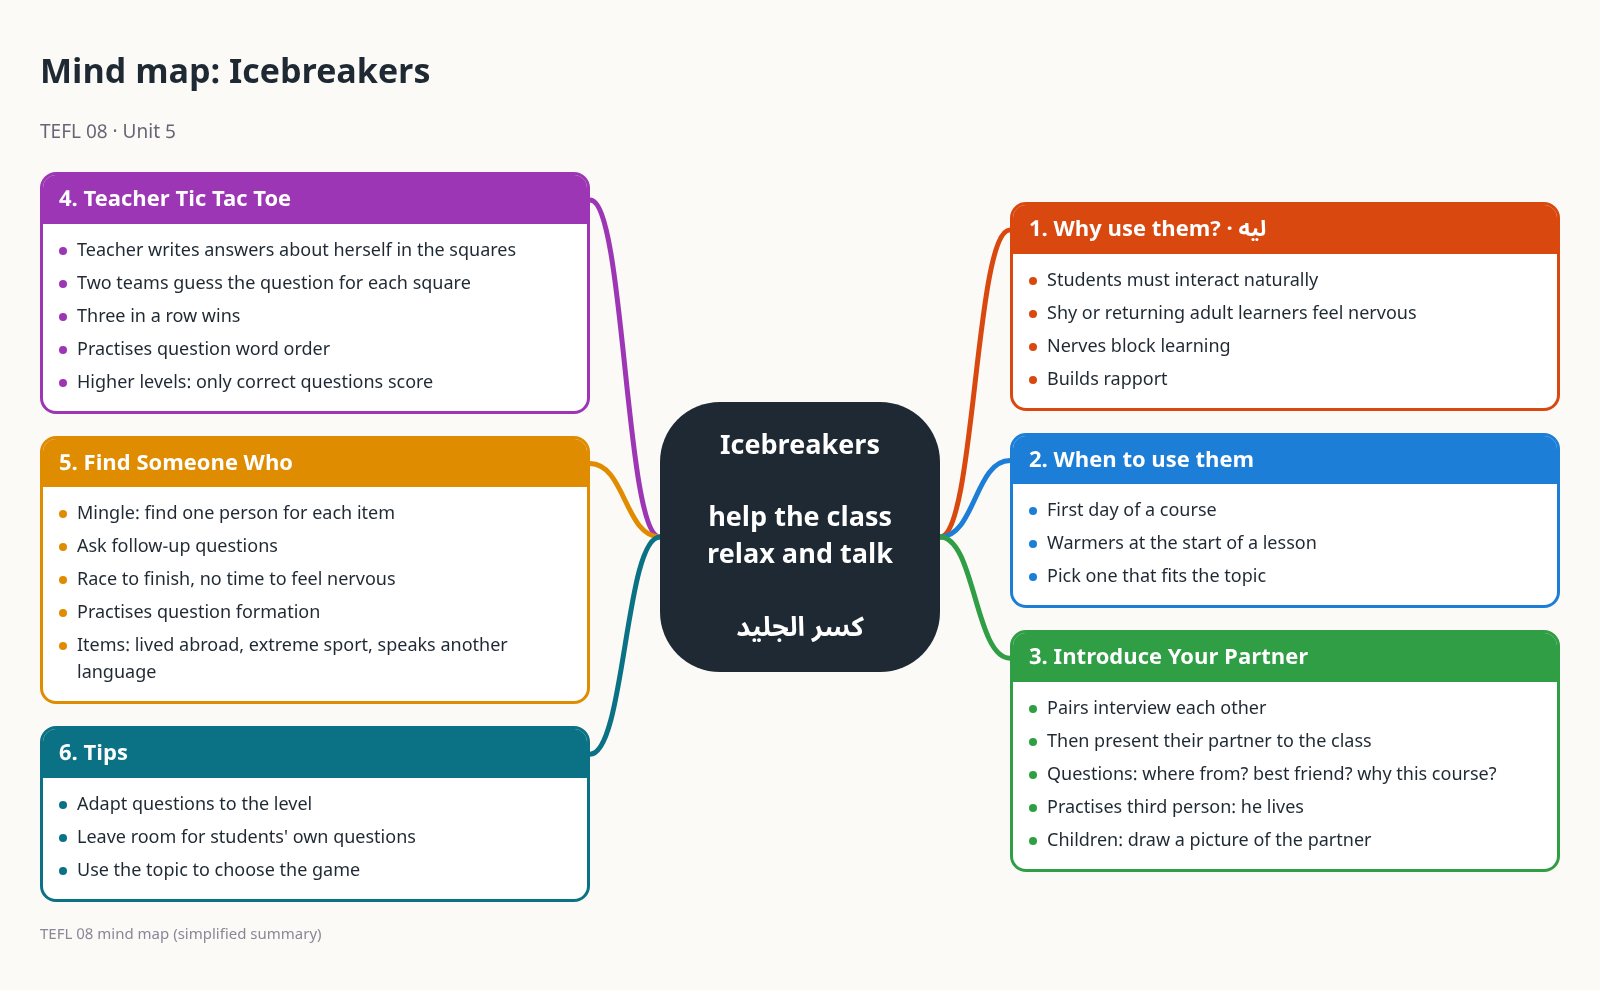 Mind map: Icebreakers
TEFL 08 · Unit 5
4. Teacher Tic Tac Toe
Teacher writes answers about herself in the squares
Two teams guess the question for each square
Three in a row wins
Practises question word order
Higher levels: only correct questions score
5. Find Someone Who
Mingle: find one person for each item
Ask follow-up questions
Race to finish, no time to feel nervous
Practises question formation
Items: lived abroad, extreme sport, speaks another
language
6. Tips
Adapt questions to the level
Leave room for students' own questions
Use the topic to choose the game
Icebreakers
help the class
relax and talk
كسر الجليد
1. Why use them? · ليه
Students must interact naturally
Shy or returning adult learners feel nervous
Nerves block learning
Builds rapport
2. When to use them
First day of a course
Warmers at the start of a lesson
Pick one that fits the topic
3. Introduce Your Partner
Pairs interview each other
Then present their partner to the class
Questions: where from? best friend? why this course?
Practises third person: he lives
Children: draw a picture of the partner
TEFL 08 mind map (simplified summary)